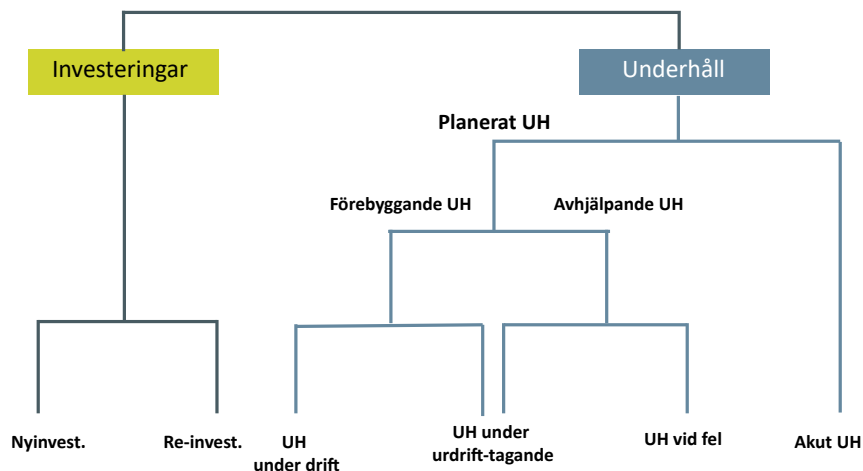 Investeringar
Underhåll
Planerat UH
Förebyggande UH
Avhjälpande UH
Nyinvest.
Re-invest.
UH
under drift
UH under
urdrift-tagande
UH vid fel
Akut UH